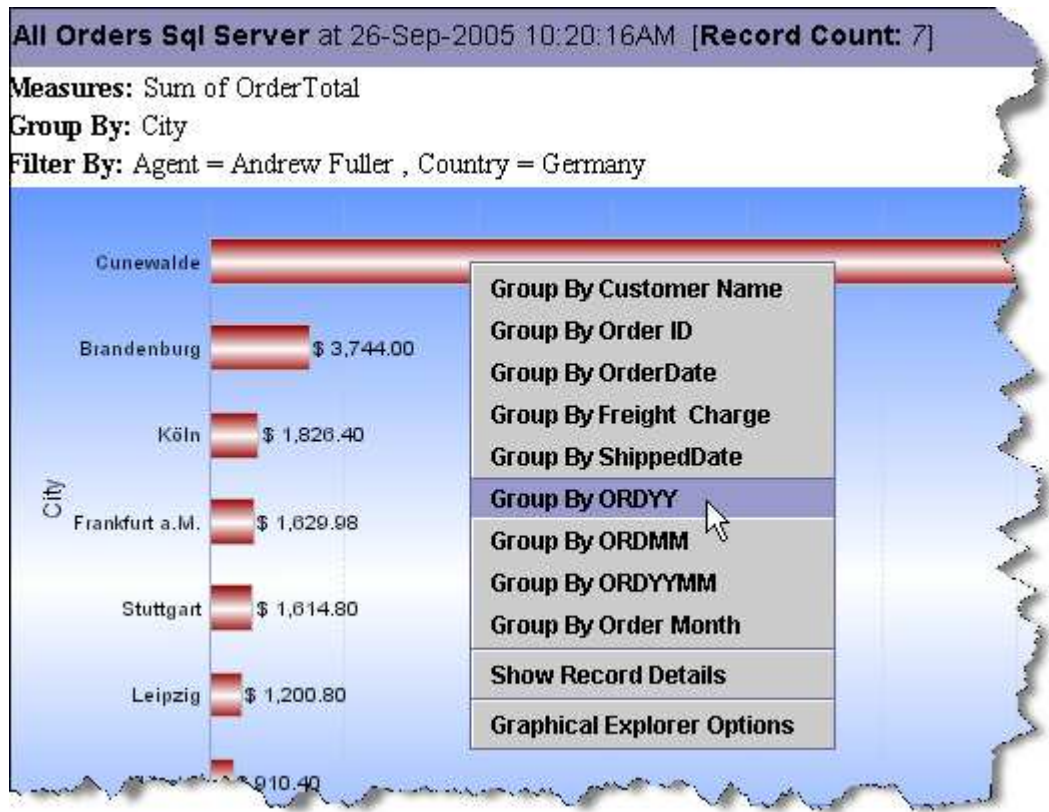 All Orders Sql Server at 26-Sep-2005 10:20:16AM [Record Count: 7]
Measures: Sum of OrderTotal
Group By: City
Filter By: Agent = Andrew Fuller , Country = Germany
Cunewalde
Brandenburg $ 3,744.00
Köln $ 1,826.40
Frankfurt a.M. $ 1,629.98
Stuttgart $ 1,614.80
Leipzig $ 1,200.80
910.40
City
Group By Customer Name
Group By Order ID
Group By OrderDate
Group By Freight Charge
Group By ShippedDate
Group By ORDYY
Group By ORDMM
Group By ORDYYMM
Group By Order Month
Show Record Details
Graphical Explorer Options